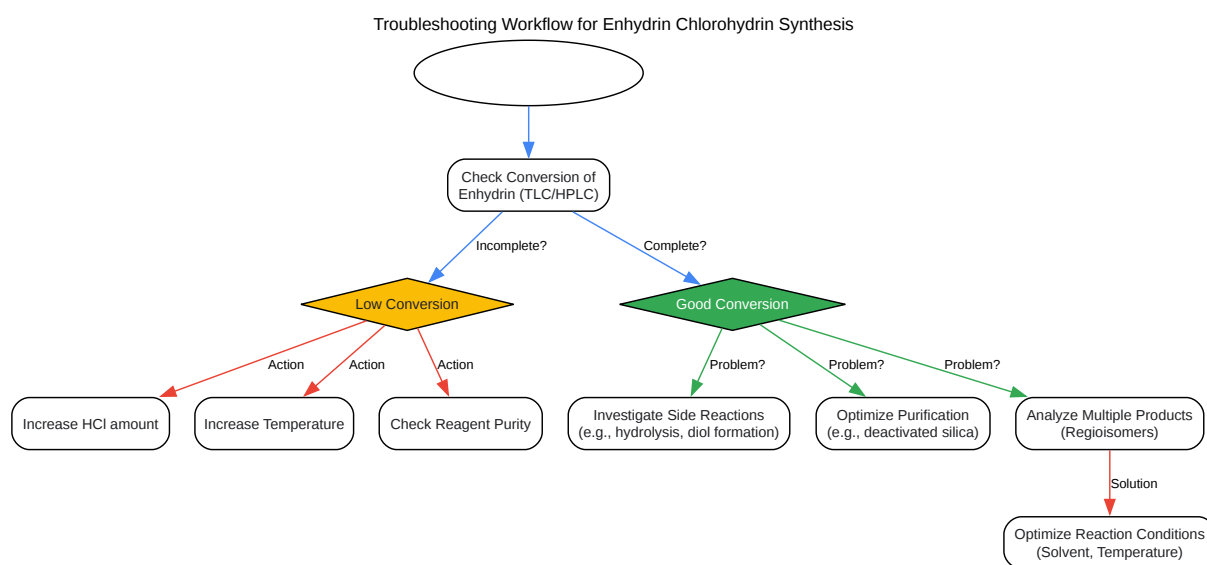 Troubleshooting Workflow for Enhydrin Chlorohydrin Synthesis
Check Conversion of
Enhydrin (TLC/HPLC)
Incomplete?
Complete?
Low Conversion
Good Conversion
Action
Action
Action
Problem?
Problem?
Problem?
Increase HCl amount
Increase Temperature
Check Reagent Purity
Investigate Side Reactions
(e.g., hydrolysis, diol formation)
Optimize Purification
(e.g., deactivated silica)
Analyze Multiple Products
(Regioisomers)
Solution
Optimize Reaction Conditions
(Solvent, Temperature)